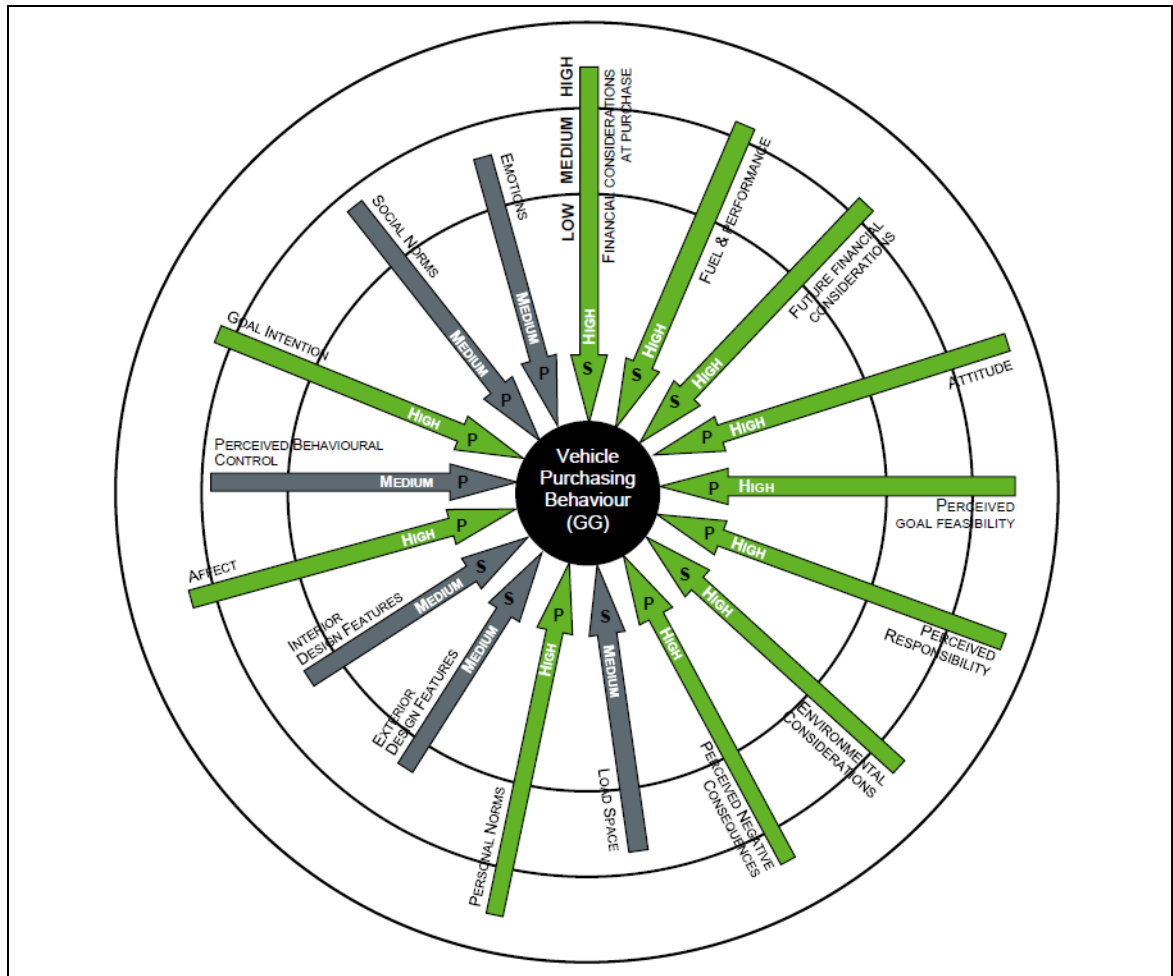 LOW MEDIUM HIGH
FINANCIAL CONSIDERATIONS
AT PURCHASE
HIGH
S
FUEL & PERFORMANCE
HIGH
S
FUTURE FINANCIAL
CONSIDERATIONS
HIGH
S
ATTITUDE
HIGH
P
PERCEIVED
GOAL FEASIBILITY
HIGH
P
PERCEIVED
RESPONSIBILITY
HIGH
P
ENVIRONMENTAL
CONSIDERATIONS
HIGH
S
PERCEIVED NEGATIVE
CONSEQUENCES
HIGH
P
LOAD SPACE
MEDIUM
S
PERSONAL NORMS
HIGH
P
EXTERIOR
DESIGN FEATURES
MEDIUM
S
INTERIOR
DESIGN FEATURES
MEDIUM
S
AFFECT
HIGH
P
PERCEIVED BEHAVIOURAL
CONTROL
MEDIUM
P
GOAL INTENTION
HIGH
P
SOCIAL NORMS
MEDIUM
P
EMOTIONS
MEDIUM
P
Vehicle
Purchasing
Behaviour
(GG)